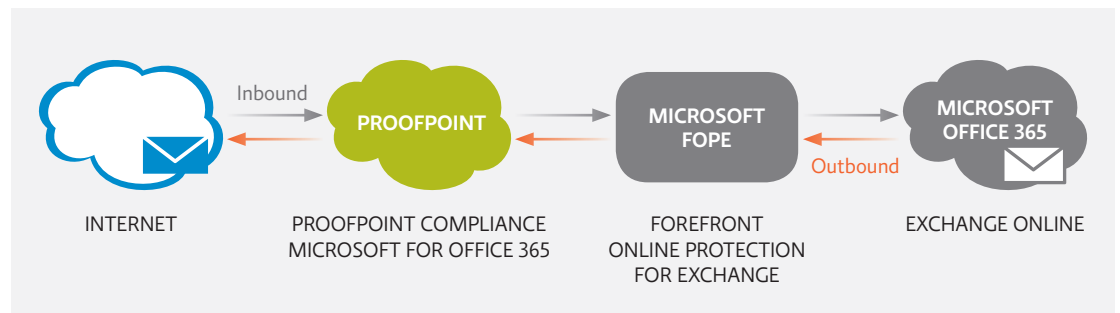 Inbound
PROOFPOINT
MICROSOFT
FOPE
MICROSOFT
OFFICE 365
Outbound
INTERNET
PROOFPOINT COMPLIANCE
MICROSOFT FOR OFFICE 365
FOREFRONT
ONLINE PROTECTION
FOR EXCHANGE
EXCHANGE ONLINE